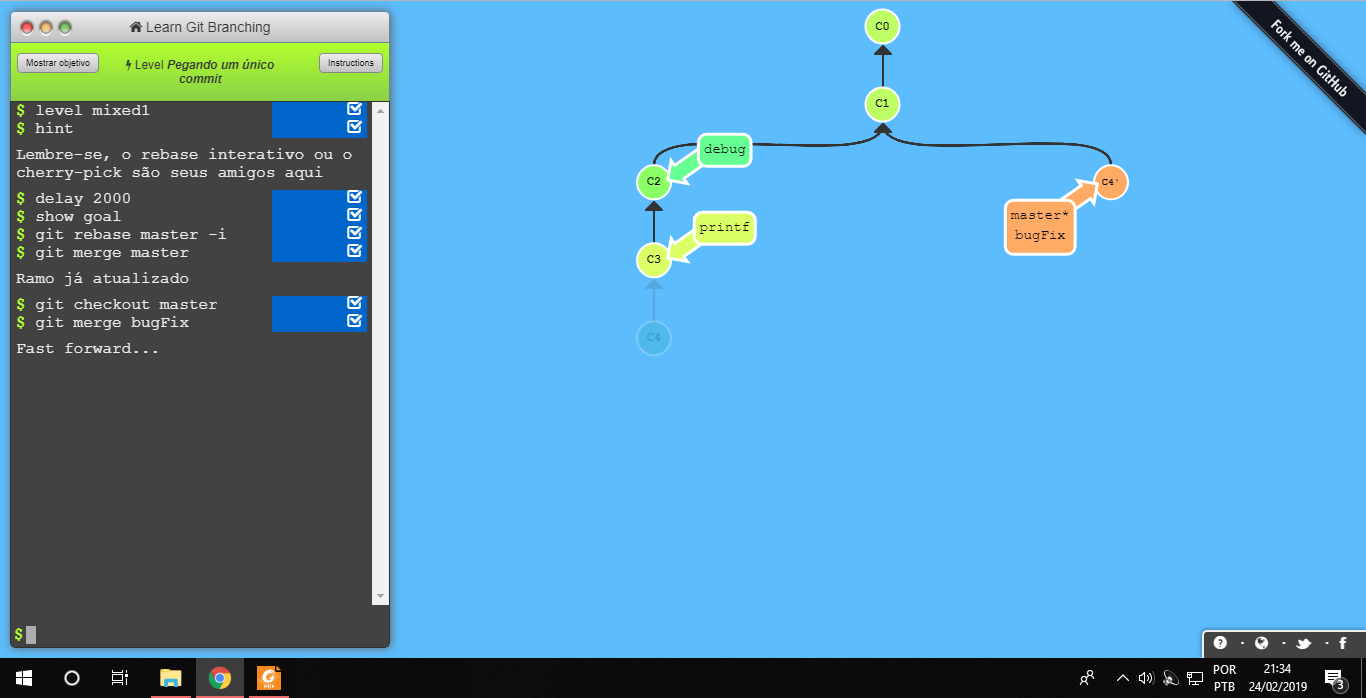 Learn Git Branching
Mostrar objetivo
Level Pegando um único
commit
Instructions
$ level mixed1
$ hint
Lembre-se, o rebase interativo ou o
cherry-pick são seus amigos aqui
$ delay 2000
$ show goal
$ git rebase master -i
$ git merge master
Ramo já atualizado
$ git checkout master
$ git merge bugFix
Fast forward...
$
C0
C1
debug
C2
C4'
master*
bugFix
printf
C3
C4
Fork me on GitHub
POR
PTB
21:34
24/02/2019
3
PDF